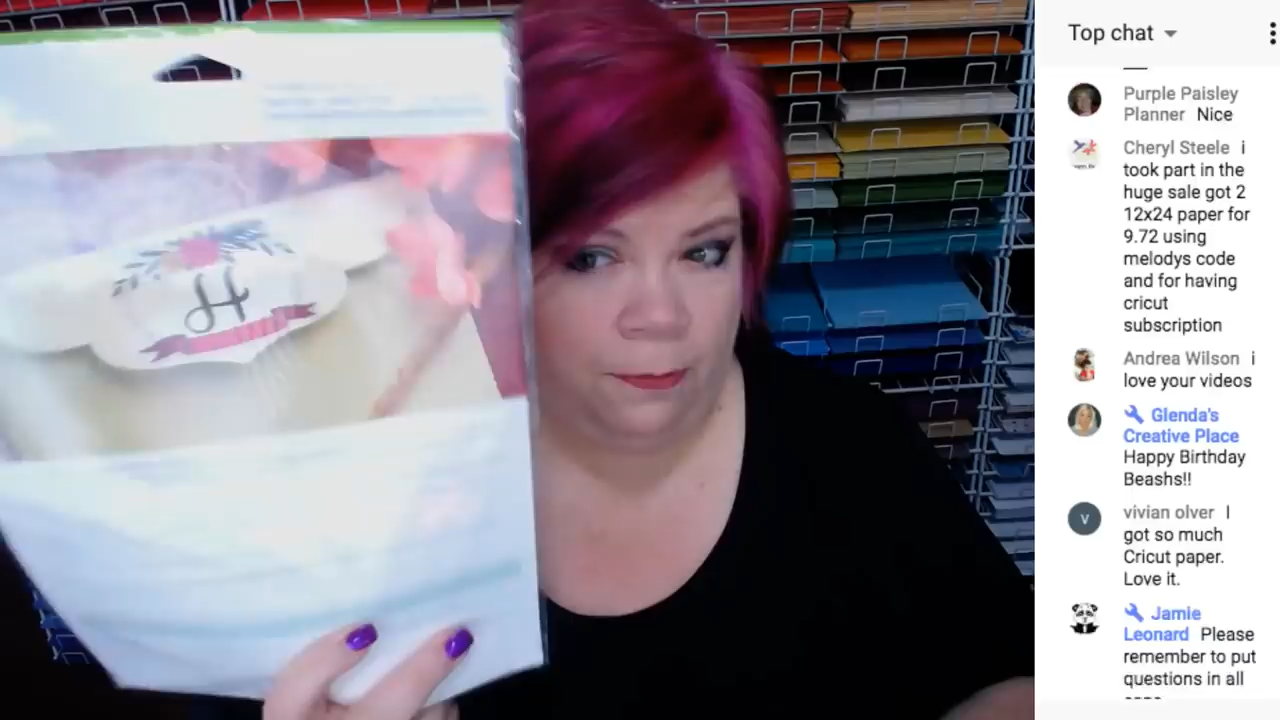 Top chat
Purple Paisley
Planner Nice
Cheryl Steele i
took part in the
huge sale got 2
12x24 paper for
9.72 using
melodys code
and for having
cricut
subscription
Andrea Wilson i
love your videos
Glenda's
Creative Place
Happy Birthday
Beashs!!
vivian olver I
got so much
Cricut paper.
Love it.
Jamie
Leonard Please
remember to put
questions in all
H
V